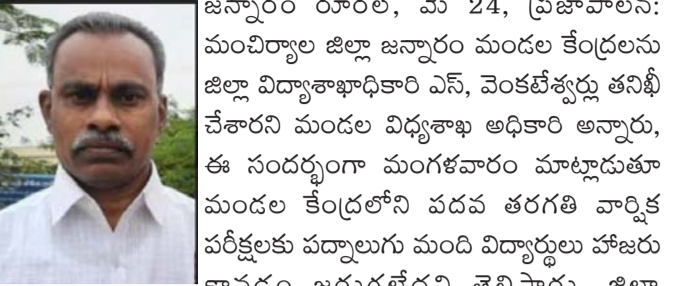 జన్నారం రూరల్, మే 24, ప్రజాపాలన:
మంచిర్యాల జిల్లా జన్నారం మండల కేంద్రలను
జిల్లా విద్యాశాఖాధికారి ఎస్, వెంకటేశ్వర్లు తనిఖీ
చేశారని మండల విధ్యశాఖ అధికారి అన్నారు,
ఈ సందర్భంగా మంగళవారం మాట్లాడుతూ
మండల కేంద్రలోని పదవ తరగతి వార్షిక
పరీక్షలకు పద్నాలుగు మంది విద్యార్థులు హాజరు